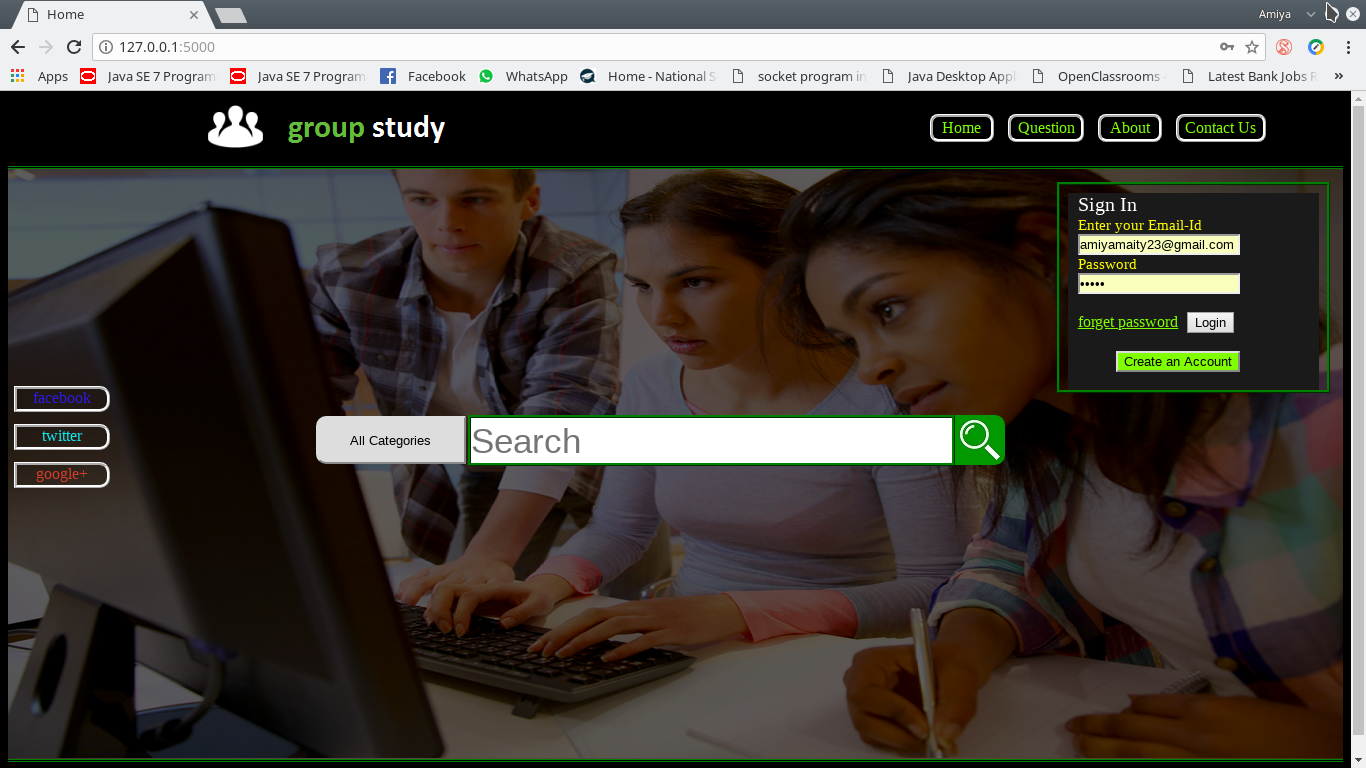 Home
Amiya
127.0.0.1:5000
Apps Java SE 7 Program Java SE 7 Program Facebook WhatsApp Home - National S socket program in Java Desktop Appl OpenClassrooms - Latest Bank Jobs R »
group study
Home Question About Contact Us
Sign In
Enter your Email-Id
amiyamaity23@gmail.com
Password
•••••
forget password Login
Create an Account
facebook
twitter
google+
All Categories Search